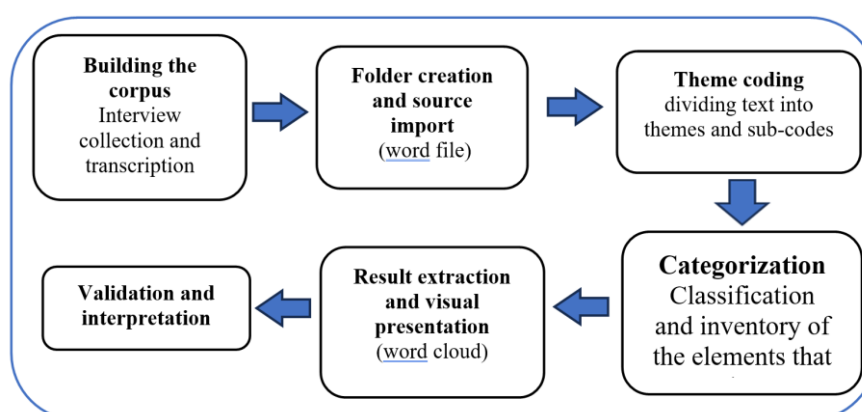 Building the
corpus
Interview
collection and
transcription
Folder creation
and source
import
(word file)
Theme coding
dividing text into
themes and sub-codes
Categorization
Classification
and inventory of
the elements that
Result extraction
and visual
presentation
(word cloud)
Validation and
interpretation